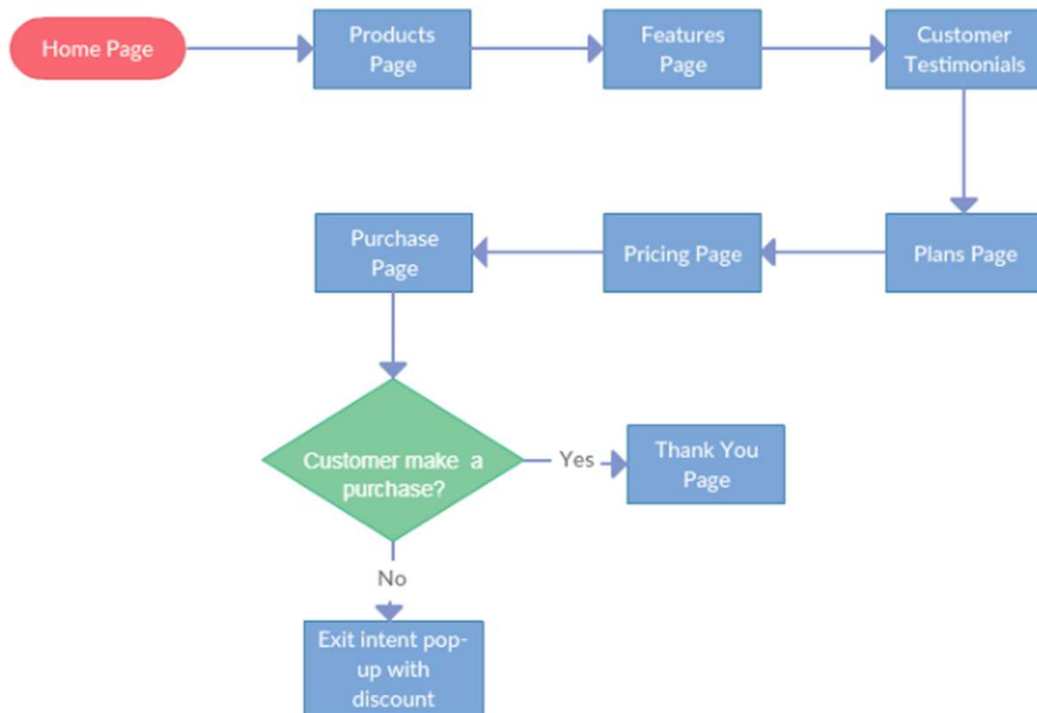 Home Page
Products
Page
Features
Page
Customer
Testimonials
Purchase
Page
Pricing Page
Plans Page
Customer make a
purchase?
Yes
Thank You
Page
No
Exit intent pop-
up with
discount